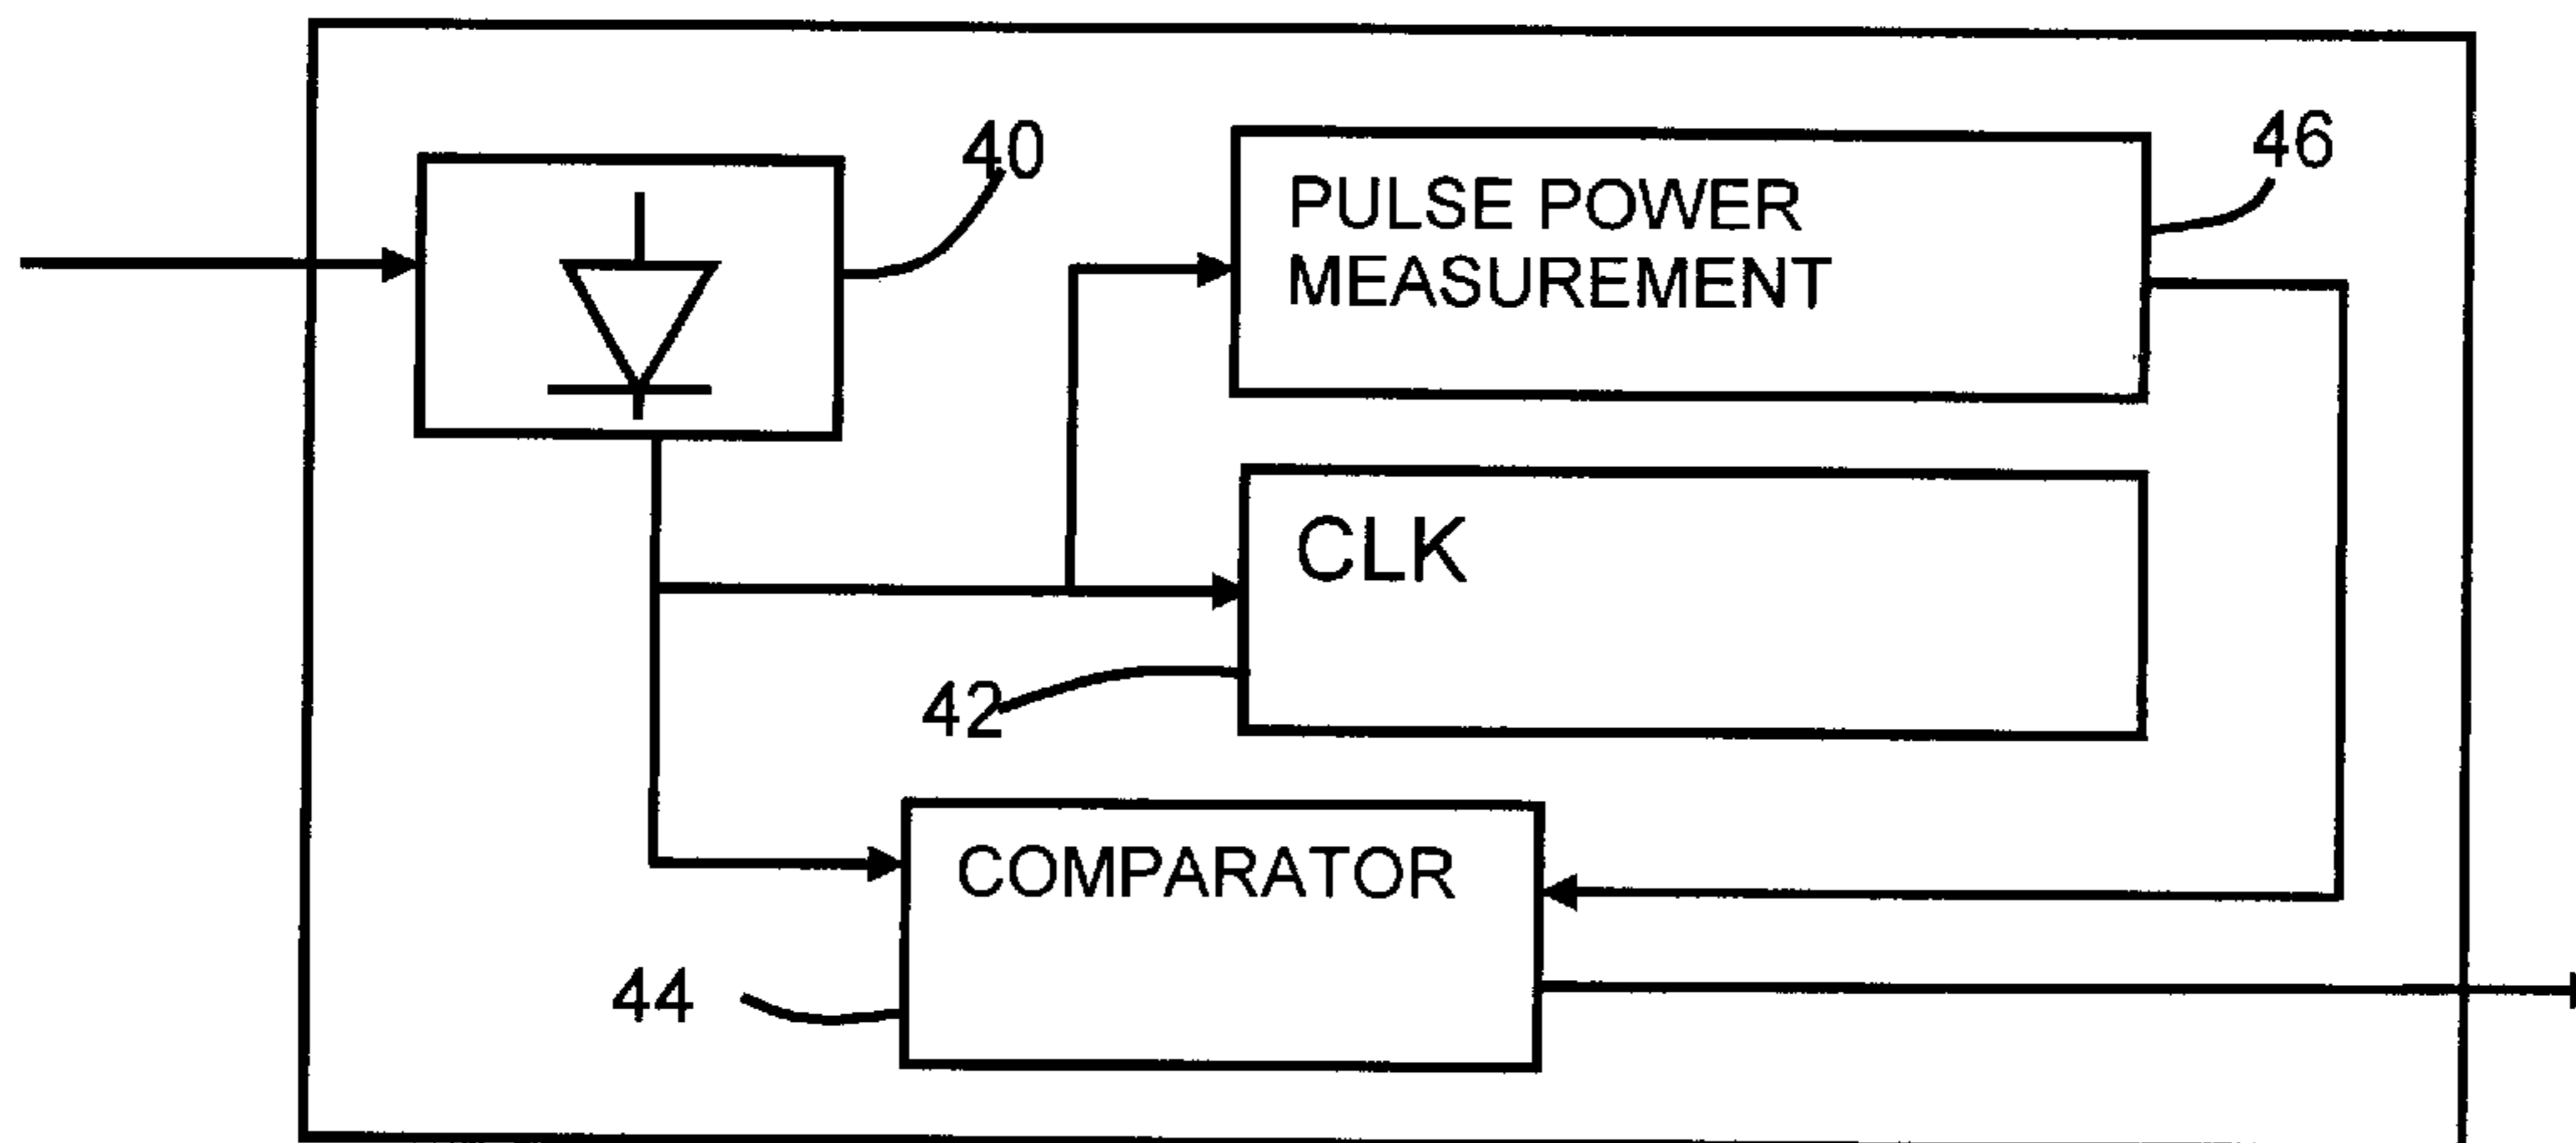 40
46
PULSE POWER
MEASUREMENT
CLK
42
COMPARATOR
44